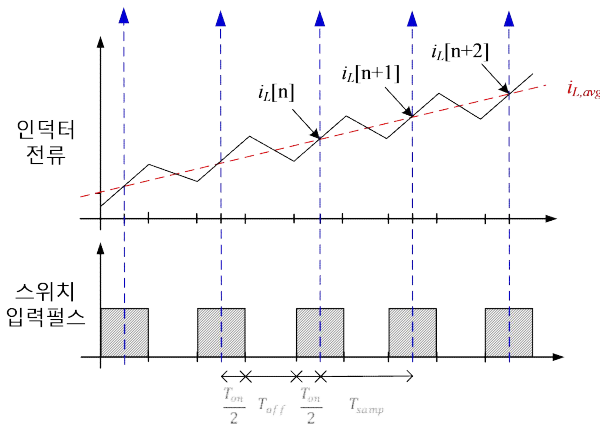 i_L[n]
i_L[n+1]
i_L[n+2]
i_L,avg
인덕터
전류
스위치
입력펄스
T_on/2 T_off T_on/2 T_samp